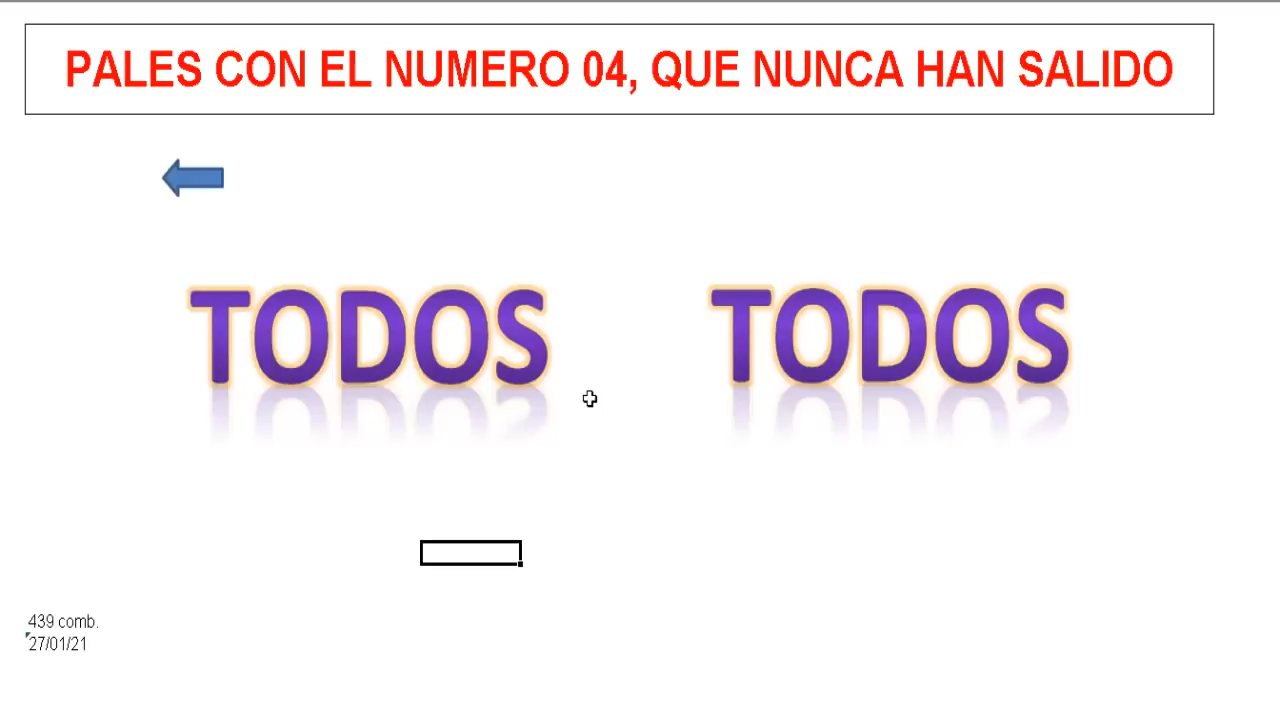 PALES CON EL NUMERO 04, QUE NUNCA HAN SALIDO
TODOS TODOS
439 comb.
27/01/21